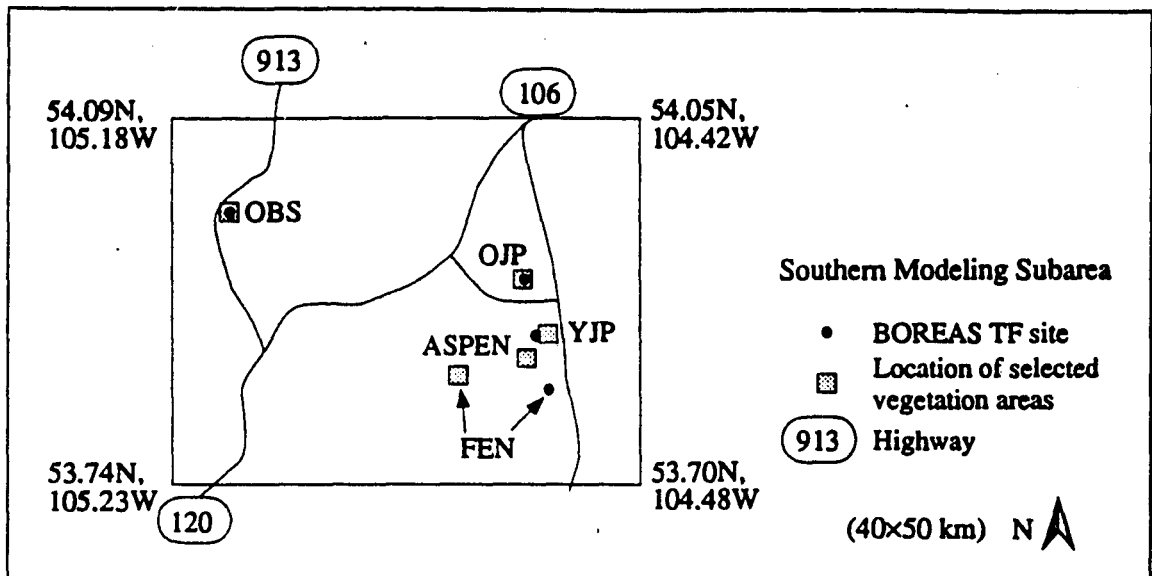 913
106
54.09N,
105.18W
54.05N,
104.42W
OBS
OJP
YJP
ASPEN
FEN
53.74N,
105.23W
53.70N,
104.48W
120
Southern Modeling Subarea
BOREAS TF site
Location of selected
vegetation areas
913 Highway
(40×50 km) N